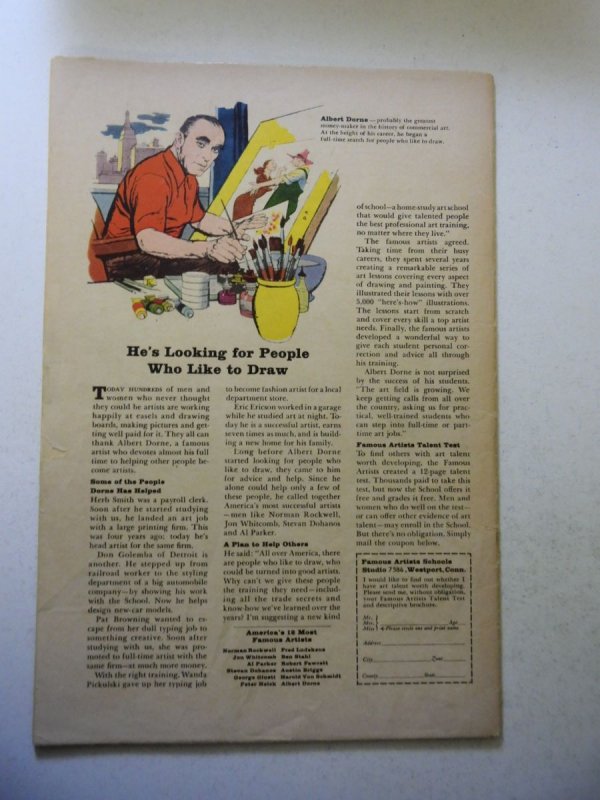 Albert Dorne—probably the greatest
money-maker in the history of commercial art.
At the height of his career, he began a
full-time search for people who like to draw.
He's Looking for People
Who Like to Draw
TODAY HUNDREDS of men and
women who never thought
they could be artists are working
happily at easels and drawing
boards, making pictures and get-
ting well paid for it. They all can
thank Albert Dorne, a famous
artist who devotes almost his full
time to helping other people be-
come artists.
Some of the People
Dorne Has Helped
Herb Smith was a payroll clerk.
Soon after he started studying
with us, he landed an art job
with a large printing firm. This
was four years ago; today he's
head artist for the same firm.
Don Golemba of Detroit is
another. He stepped up from
railroad worker to the styling
department of a big automobile
company—by showing his work
with the School. Now he helps
design new-car models.
Pat Browning wanted to es-
cape from her dull typing job to
something creative. Soon after
studying with us, she was pro-
moted to full-time artist with the
same firm—at much more money.
With the right training, Wanda
Pickulski gave up her typing job
to become fashion artist for a local
department store.
Eric Ericson worked in a garage
while he studied art at night. To-
day he is a successful artist, earns
seven times as much, and is build-
ing a new home for his family.
Long before Albert Dorne
started looking for people who
like to draw, they came to him
for advice and help. Since he
alone could help only a few of
these people, he called together
America's most successful artists
—men like Norman Rockwell,
Jon Whitcomb, Stevan Dohanos
and Al Parker.
A Plan to Help Others
He said: "All over America, there
are people who like to draw, who
could be turned into good artists.
Why can't we give these people
the training they need—includ-
ing all the trade secrets and
know-how we've learned over the
years? I'm suggesting a new kind
America's 12 Most
Famous Artists
Norman Rockwell Fred Ludekens
Jon Whitcomb Ben Stahl
Al Parker Robert Fawcett
Stevan Dohanos Austin Briggs
George Giusti Harold Von Schmidt
Peter Helck Albert Dorne
of school—a home-study art school
that would give talented people
the best professional art training,
no matter where they live."
The famous artists agreed.
Taking time from their busy
careers, they spent several years
creating a remarkable series of
art lessons covering every aspect
of drawing and painting. They
illustrated their lessons with over
5,000 "here's-how" illustrations.
The lessons start from scratch
and cover every skill a top artist
needs. Finally, the famous artists
developed a wonderful way to
give each student personal cor-
rection and advice all through
his training.
Albert Dorne is not surprised
by the success of his students.
"The art field is growing. We
keep getting calls from all over
the country, asking us for prac-
tical, well-trained students who
can step into full-time or part-
time art jobs."
Famous Artists Talent Test
To find others with art talent
worth developing, the Famous
Artists created a 12-page talent
test. Thousands paid to take this
test, but now the School offers it
free and grades it free. Men and
women who do well on the test—
or can offer other evidence of art
talent—may enroll in the School.
But there's no obligation. Simply
mail the coupon below.
Famous Artists Schools
Studio 7386, Westport, Conn.
I would like to find out whether I
have art talent worth developing.
Please send me, without obligation,
your Famous Artists Talent Test
and descriptive brochure.
Mr.
Mrs. Age
Miss Please circle one and print name
Address
City Zone
County State